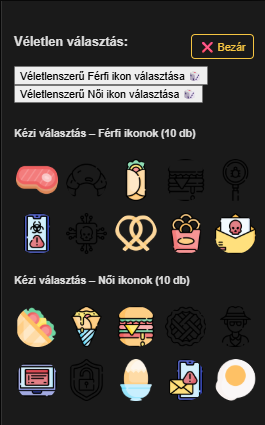 Véletlen választás:
❌ Bezár
Véletlenszerű Férfi ikon választása 🎲
Véletlenszerű Női ikon választása 🎲
Kézi választás – Férfi ikonok (10 db)
Kézi választás – Női ikonok (10 db)